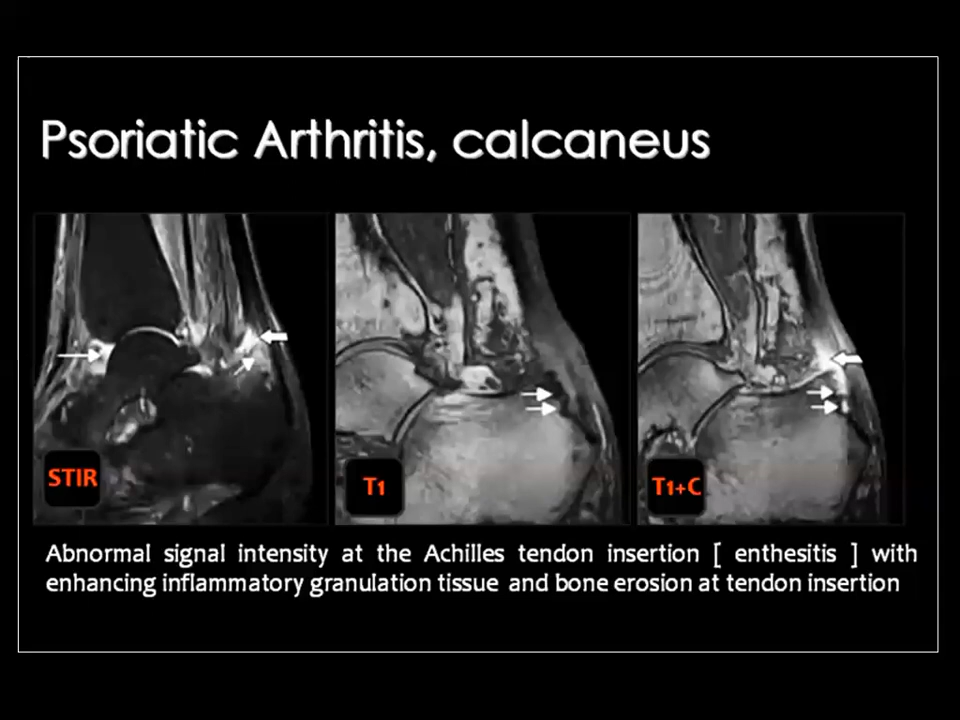 Psoriatic Arthritis, calcaneus
STIR
T1
T1+C
Abnormal signal intensity at the Achilles tendon insertion [ enthesitis ] with
enhancing inflammatory granulation tissue and bone erosion at tendon insertion